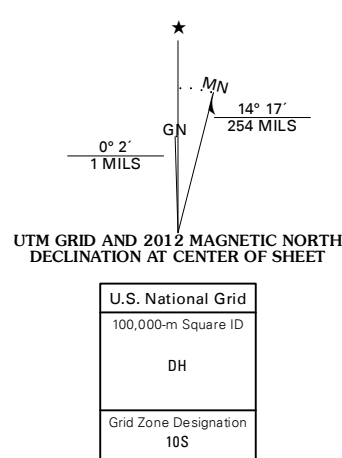 ★
MN
14° 17´
254 MILS
GN
0° 2´
1 MILS
UTM GRID AND 2012 MAGNETIC NORTH
DECLINATION AT CENTER OF SHEET
U.S. National Grid
100,000-m Square ID
DH
Grid Zone Designation
10S